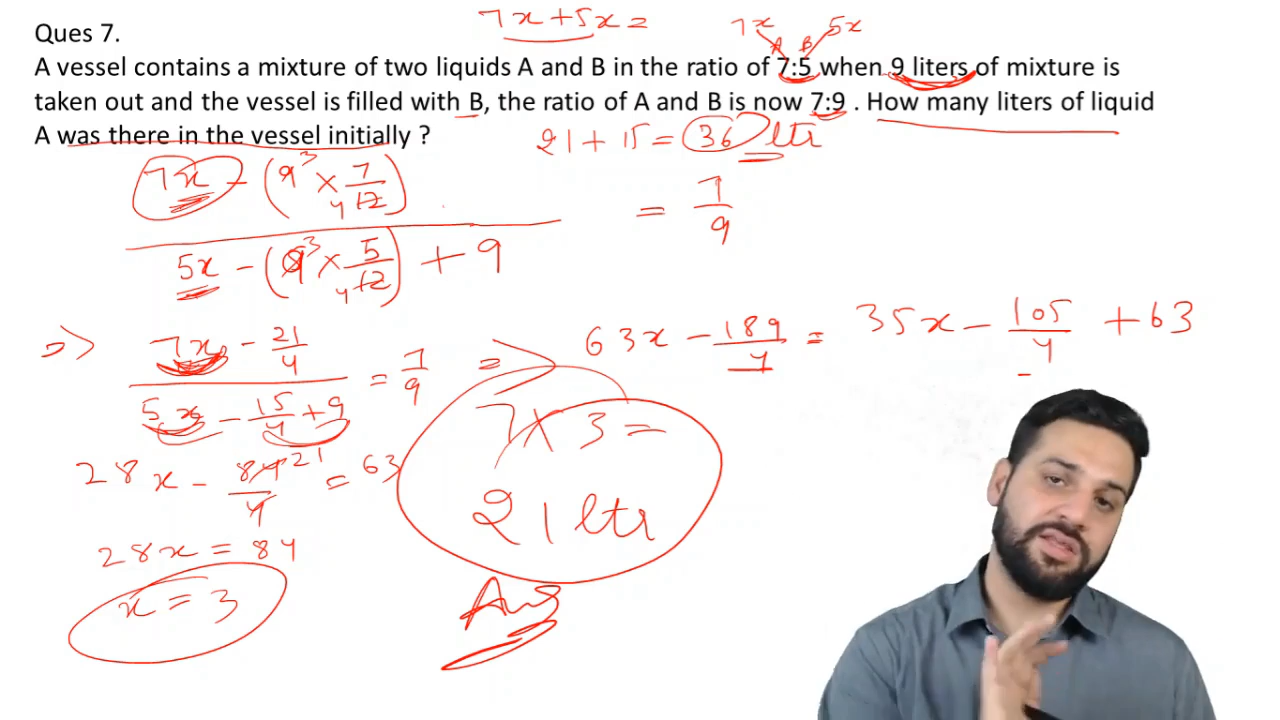 Ques 7.
7x + 5x =
7x 5x
A B
A vessel contains a mixture of two liquids A and B in the ratio of 7:5 when 9 liters of mixture is
taken out and the vessel is filled with B, the ratio of A and B is now 7:9 . How many liters of liquid
A was there in the vessel initially ?
21 + 15 = 36 ltr
7x - (9 3 × 7/12 4)
= 7/9
5x - (9 3 × 5/12 4) + 9
=> 7x - 21/4
5x - 15/4 + 9
= 7/9 =>
63x - 189/4 = 35x - 105/4 + 63
28x - 84/4 21 = 63
28x = 84
x = 3
7 × 3 =
21 ltr
Ans